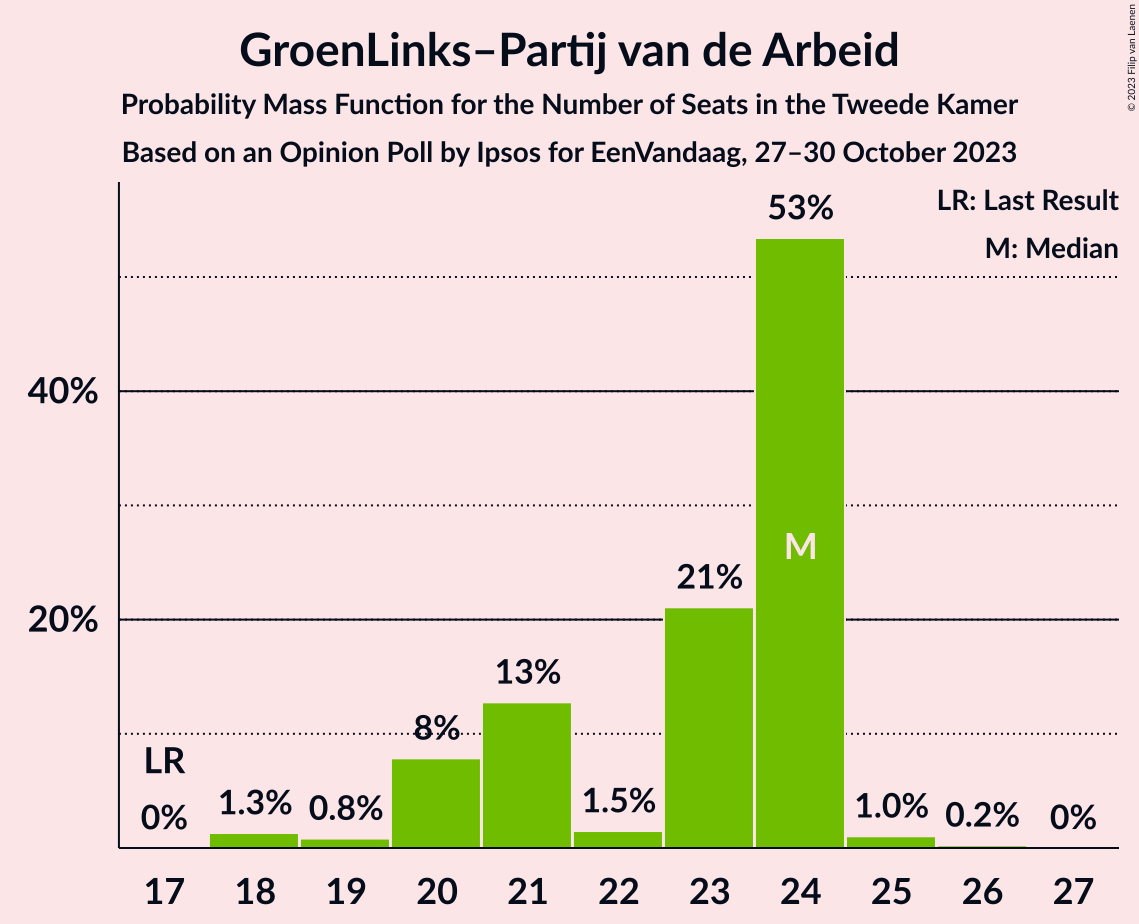 GroenLinks–Partij van de Arbeid
Probability Mass Function for the Number of Seats in the Tweede Kamer
Based on an Opinion Poll by Ipsos for EenVandaag, 27–30 October 2023
© 2023 Filip van Laenen
LR: Last Result
M: Median
53%
40%
M
21%
20%
13%
8%
LR
0%
1.3%
0.8%
1.5%
1.0%
0.2%
0%
17 18 19 20 21 22 23 24 25 26 27